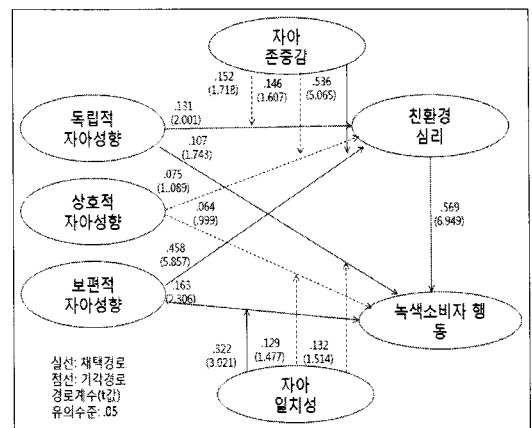 자아
존중감
.152
(1.718)
.146
(1.607)
.536
(5.065)
독립적
자아성향
.131
(2.001)
.107
(1.743)
친환경
심리
상호적
자아성향
.075
(1..089)
.064
(.999)
.569
(6.949)
보편적
자아성향
.458
(5.857)
.163
(2.306)
녹색소비자 행
동
.322
(3.021)
.129
(1.477)
.132
(1.514)
자아
일치성
실선: 채택경로
점선: 기각경로
경로계수(t값)
유의수준: .05